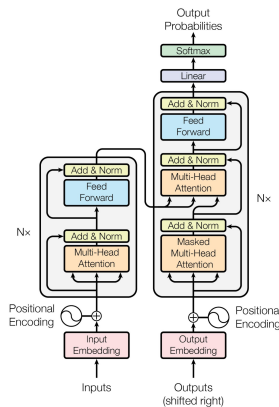 Output
Probabilities
Softmax
Linear
Add & Norm
Feed
Forward
Add & Norm
Multi-Head
Attention
Add & Norm
Masked
Multi-Head
Attention
N×
Positional
Encoding
Output
Embedding
Outputs
(shifted right)
Add & Norm
Feed
Forward
Add & Norm
Multi-Head
Attention
N×
Positional
Encoding
Input
Embedding
Inputs